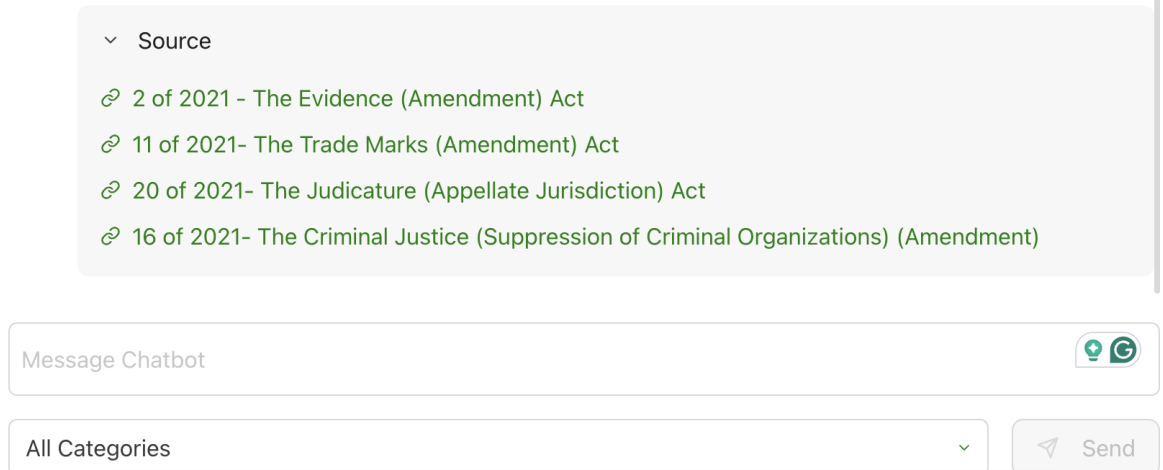 Source
2 of 2021 - The Evidence (Amendment) Act
11 of 2021- The Trade Marks (Amendment) Act
20 of 2021- The Judicature (Appellate Jurisdiction) Act
16 of 2021- The Criminal Justice (Suppression of Criminal Organizations) (Amendment)
Message Chatbot
All Categories
Send